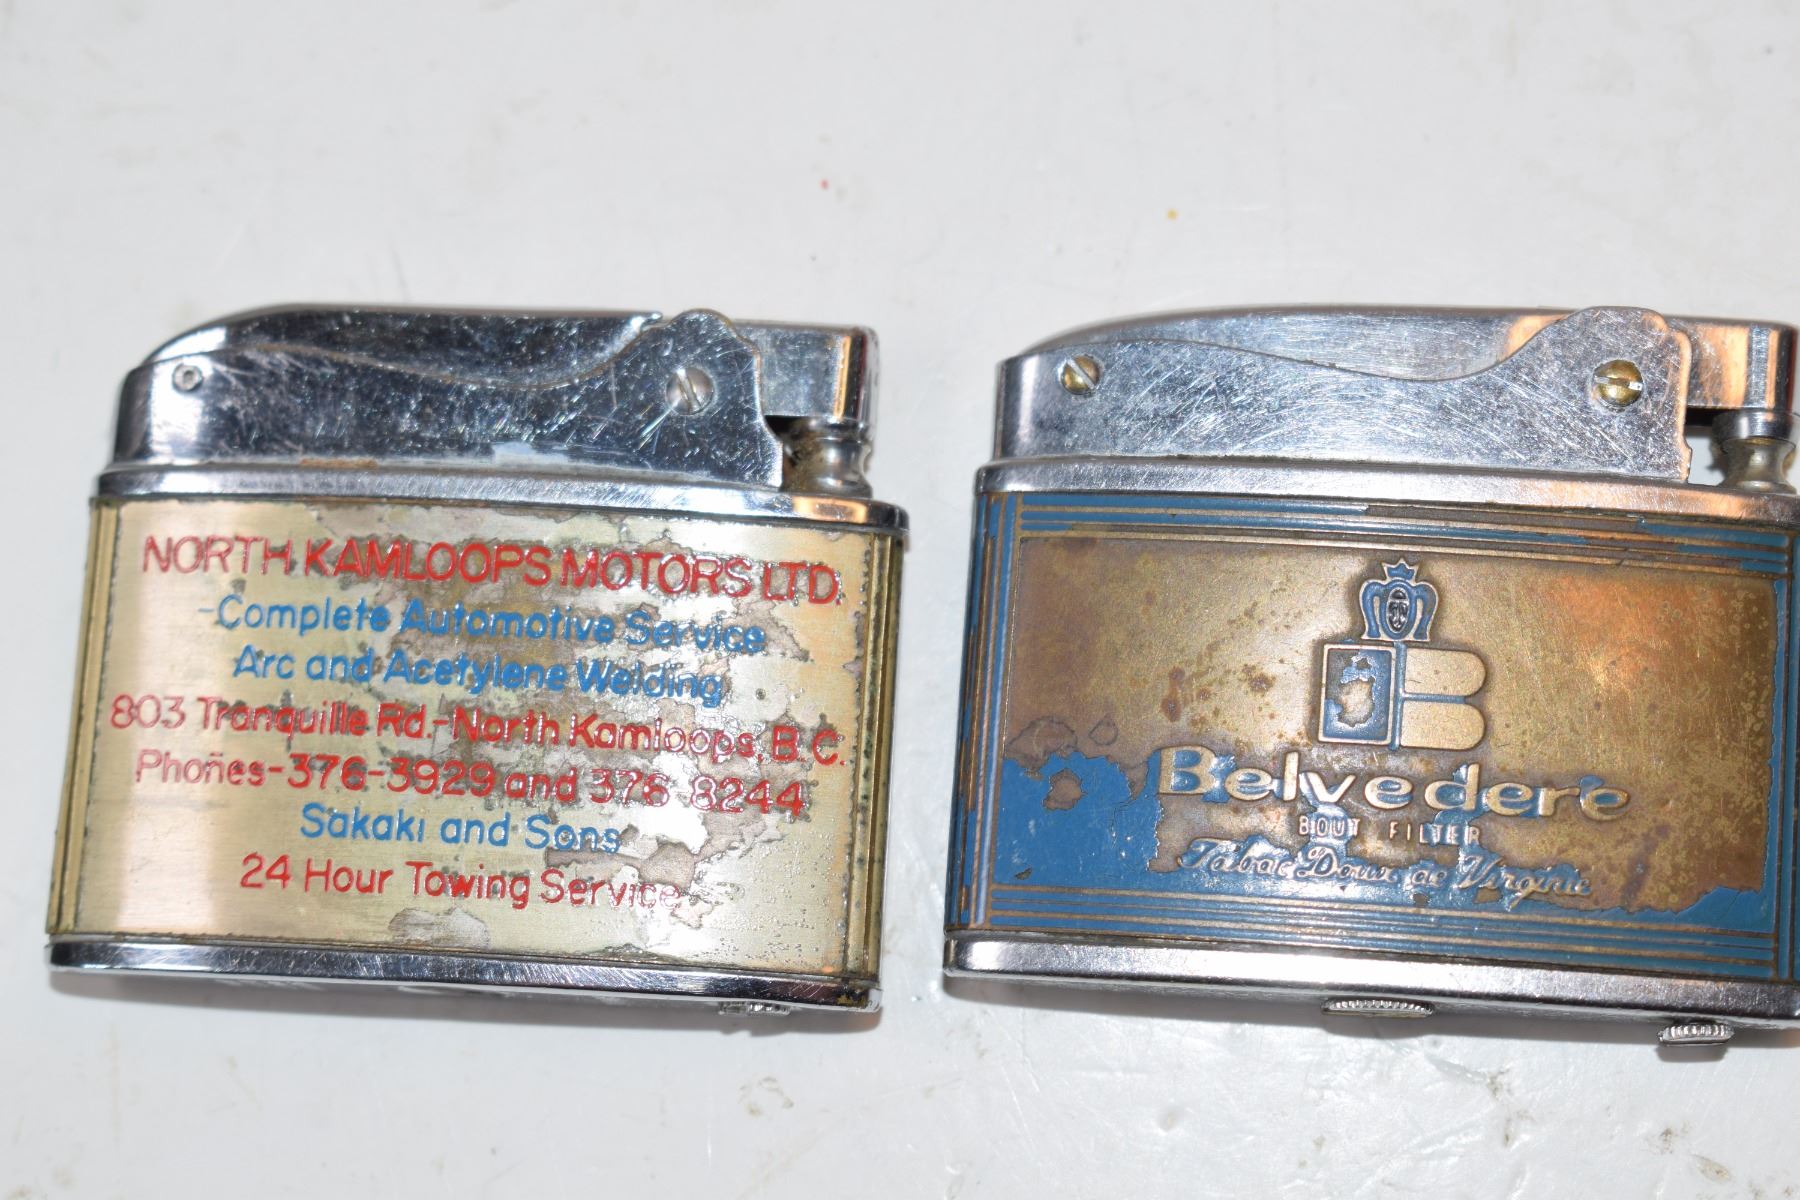 NORTH KAMLOOPS MOTORS LTD.
-Complete Automotive Service
Arc and Acetylene Welding
803 Tranquille Rd.-North Kamloops, B.C.
Phones-376-3929 and 376 8244
Sakaki and Sons
24 Hour Towing Service
B
Belvedere
BOUT FILTER
Tabac Doux de Virginie